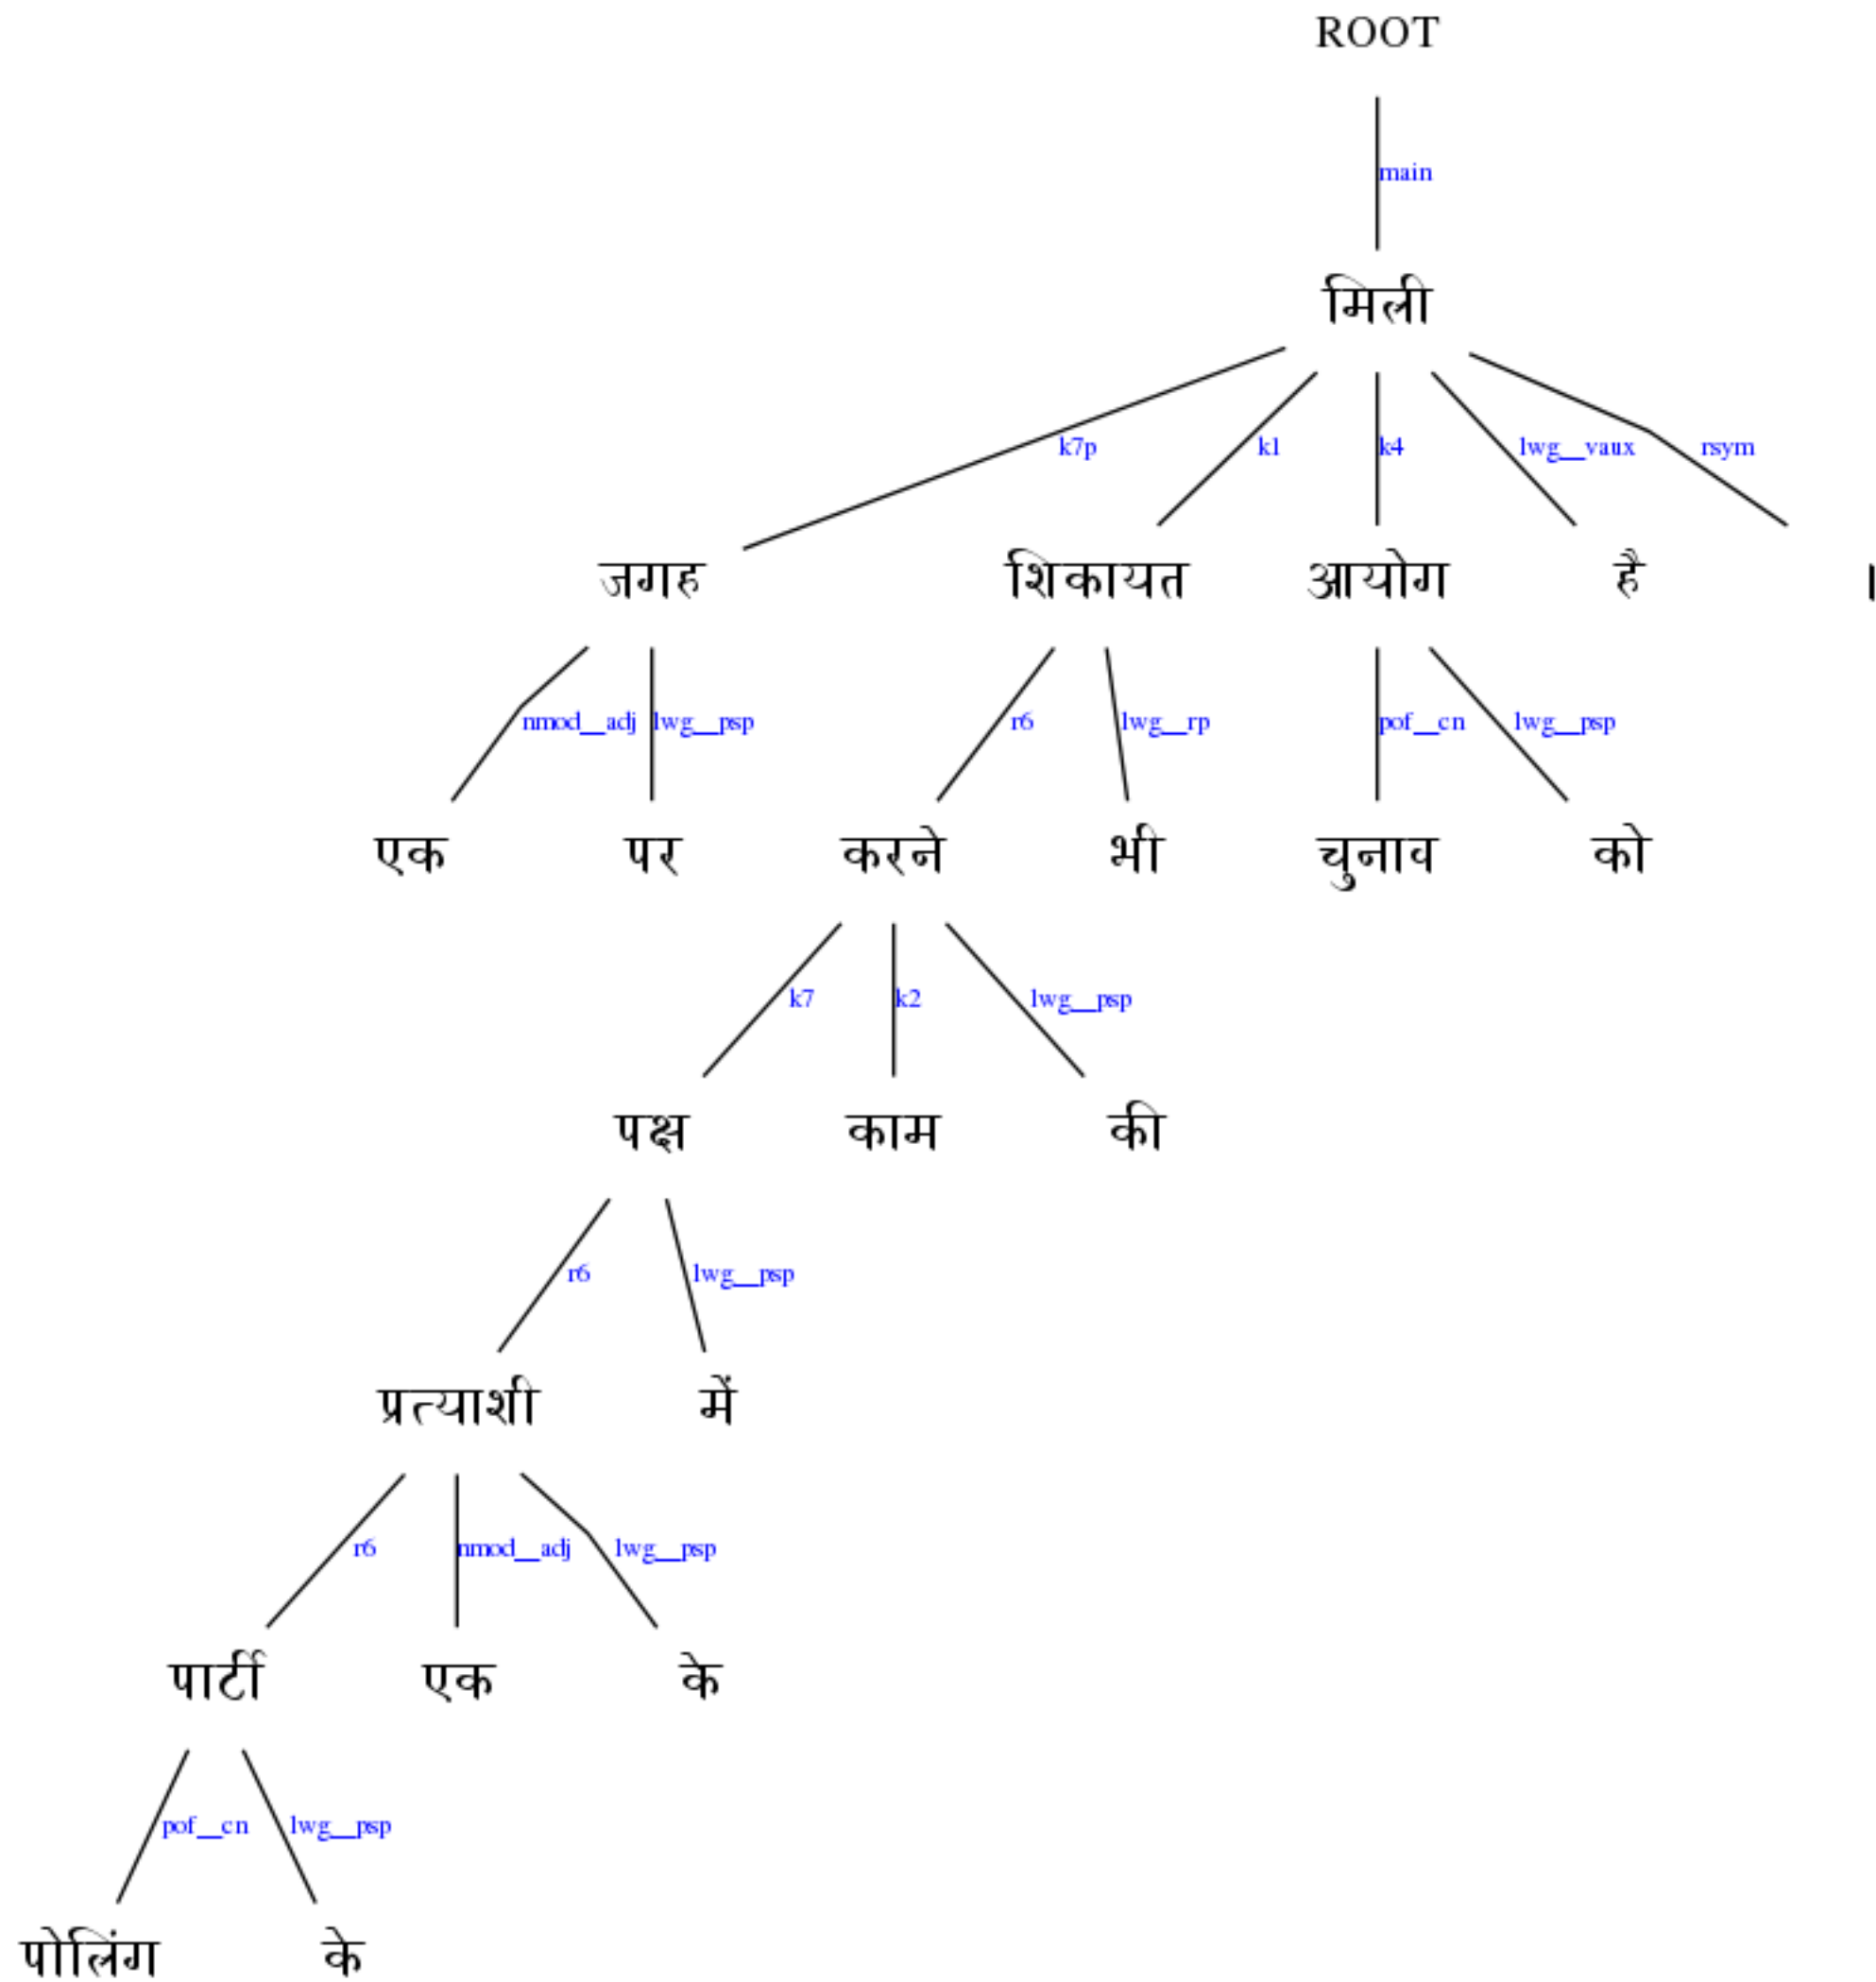 ROOT
main
मिली
k7p k1 k4 lwg__vaux rsym
जगह शिकायत आयोग है ।
nmod__adj lwg__psp r6 lwg__rp pof__cn lwg__psp
एक पर करने भी चुनाव को
k7 k2 lwg__psp
पक्ष काम की
r6 lwg__psp
प्रत्याशी में
r6 nmod__adj lwg__psp
पार्टी एक के
pof__cn lwg__psp
पोलिंग के